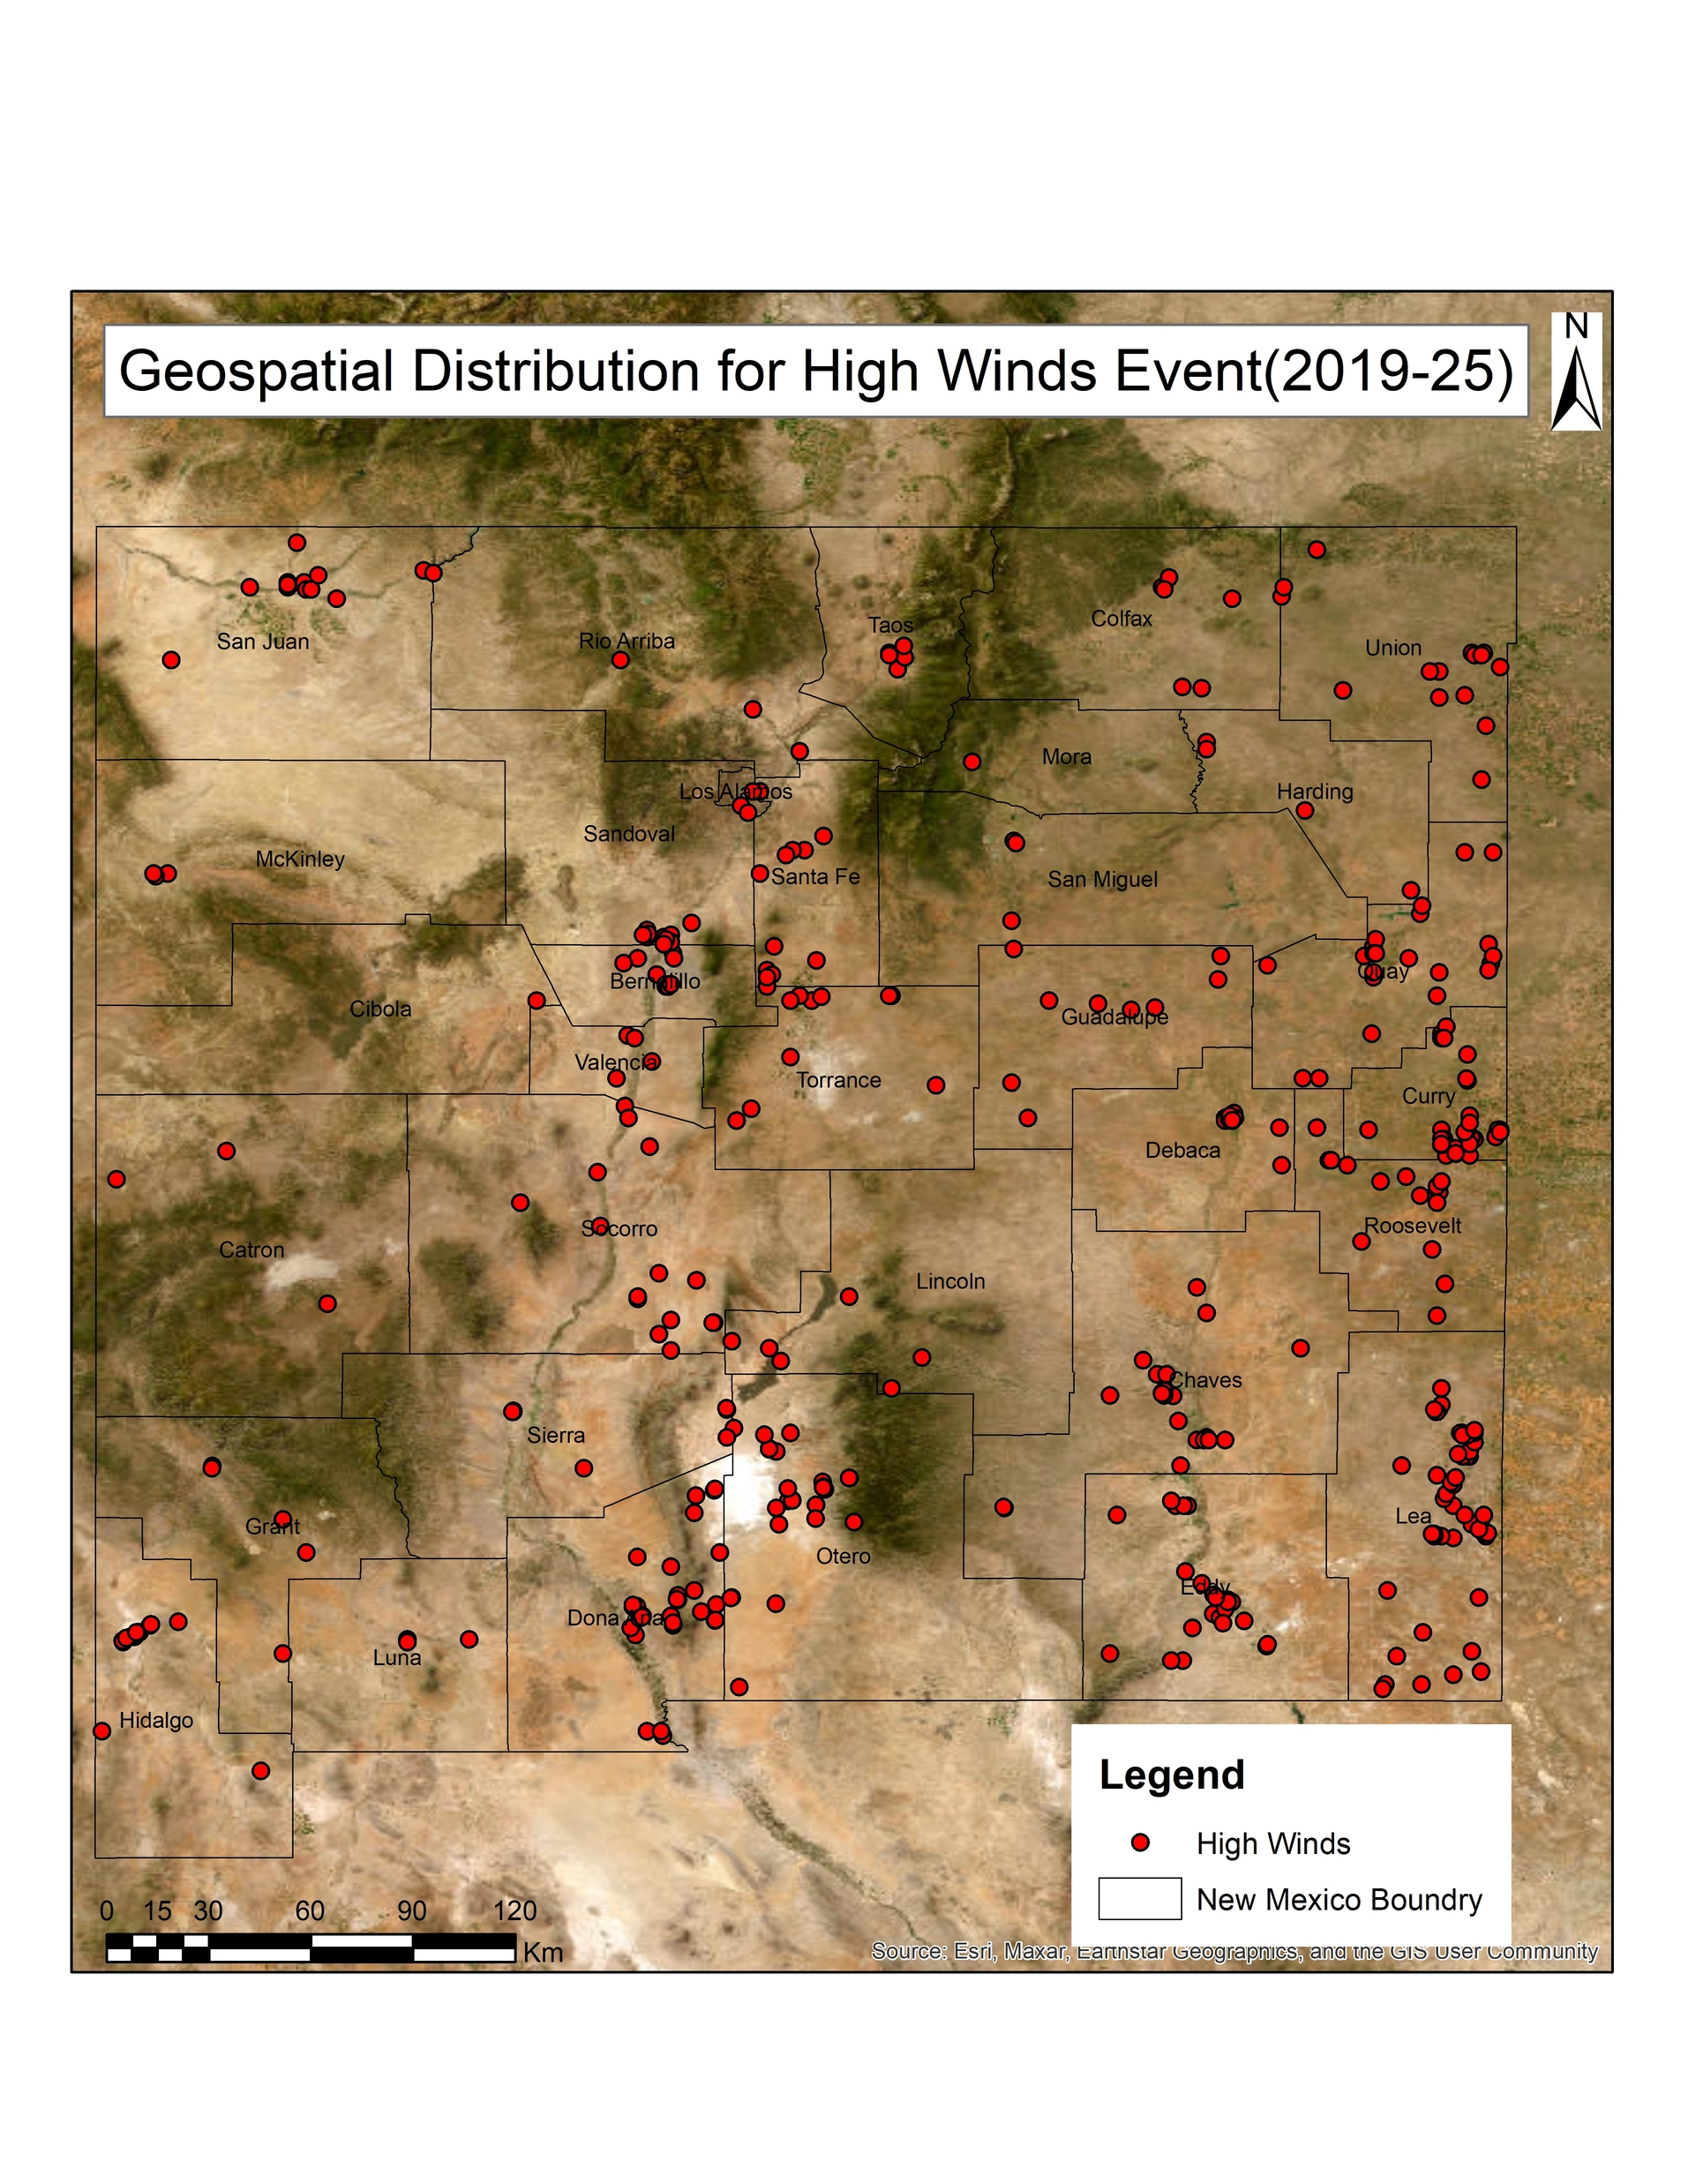 Geospatial Distribution for High Winds Event(2019-25)
N
San Juan
Rio Arriba
Taos
Colfax
Union
Mora
Los Alamos
Harding
Sandoval
McKinley
Santa Fe
San Miguel
Quay
Bernalillo
Cibola
Guadalupe
Valencia
Torrance
Curry
Debaca
Roosevelt
Socorro
Catron
Lincoln
Chaves
Sierra
Lea
Grant
Otero
Eddy
Dona Ana
Luna
Hidalgo
Legend
High Winds
New Mexico Boundry
0 15 30 60 90 120
Km
Source: Esri, Maxar, Earthstar Geographics, and the GIS User Community